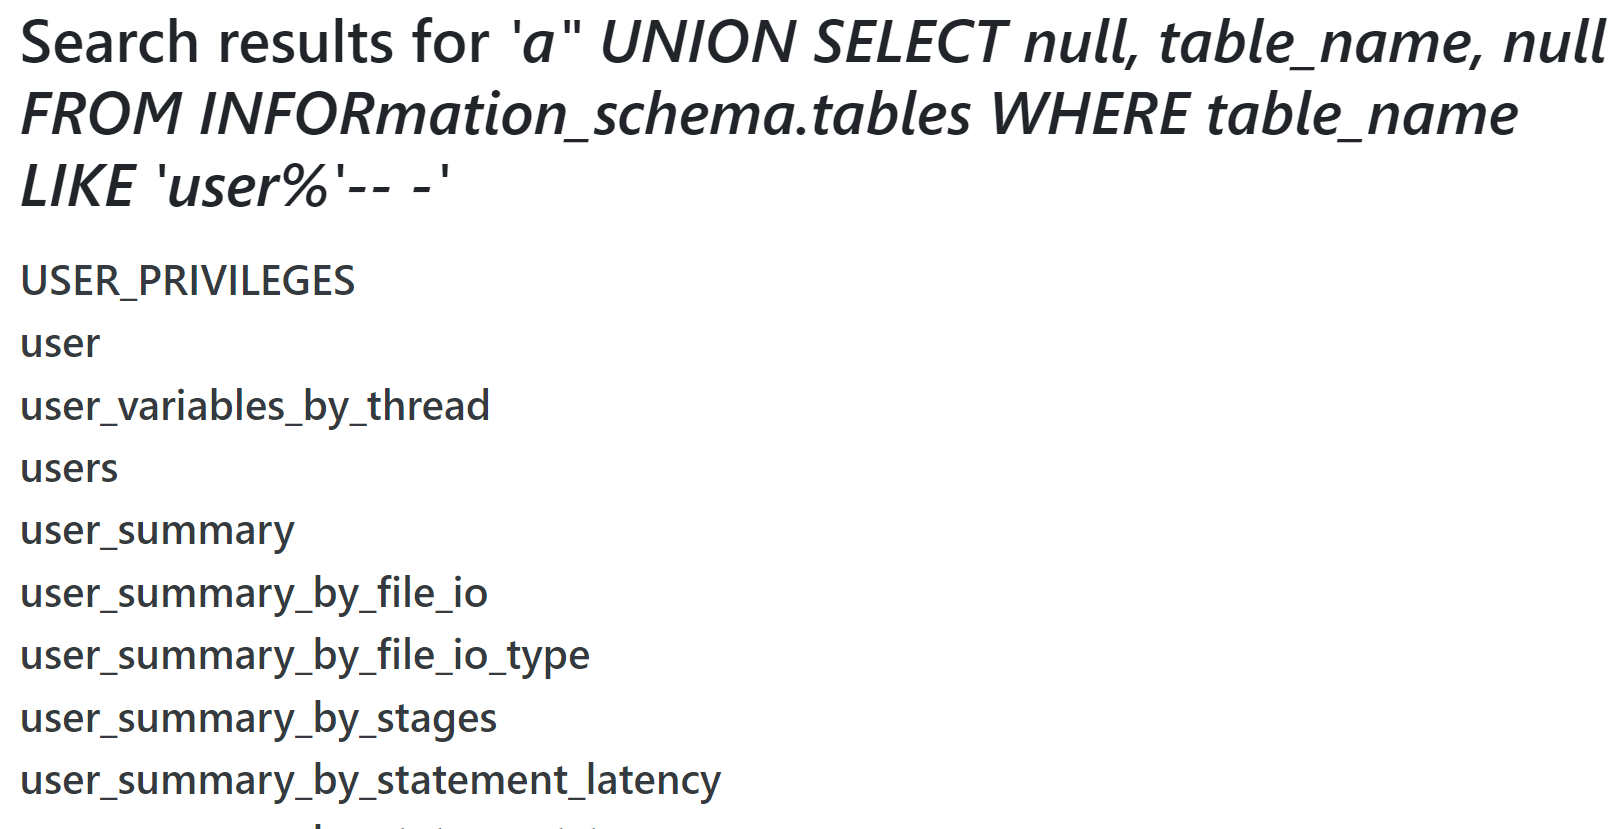 Search results for 'a" UNION SELECT null, table_name, null
FROM INFORmation_schema.tables WHERE table_name
LIKE 'user%'-- -'
USER_PRIVILEGES
user
user_variables_by_thread
users
user_summary
user_summary_by_file_io
user_summary_by_file_io_type
user_summary_by_stages
user_summary_by_statement_latency